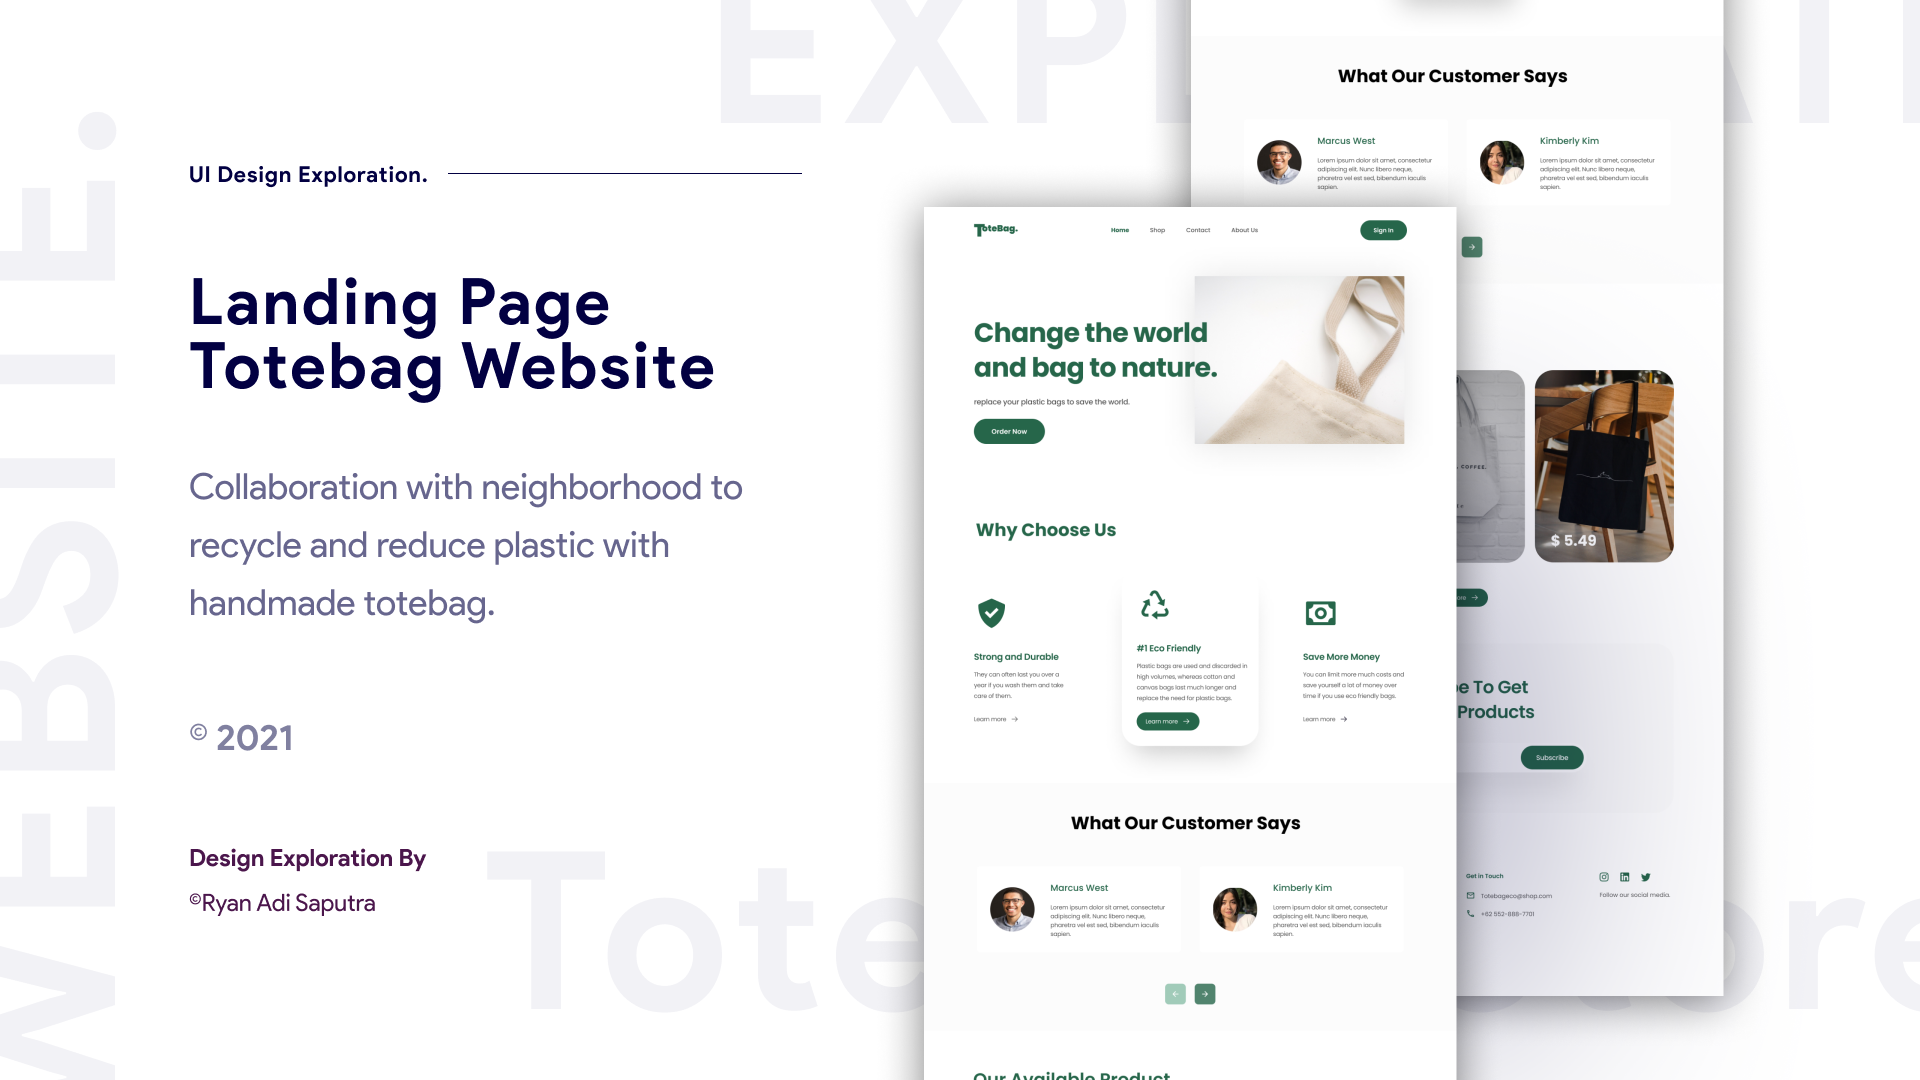 WEBSITE.
UI Design Exploration.
Landing Page
Totebag Website
Collaboration with neighborhood to
recycle and reduce plastic with
handmade totebag.
© 2021
Design Exploration By
©Ryan Adi Saputra
ToteBag.
Home
Shop
Contact
About Us
Sign In
Change the world
and bag to nature.
replace your plastic bags to save the world.
Order Now
Why Choose Us
Strong and Durable
They can often last you over a
year if you wash them and take
care of them.
Learn more
#1 Eco Friendly
Plastic bags are used and discarded in
high volumes, whereas cotton and
canvas bags last much longer and
replace the need for plastic bags.
Learn more
Save More Money
You can limit more much costs and
save yourself a lot of money over
time if you use eco friendly bags.
Learn more
What Our Customer Says
Marcus West
Lorem ipsum dolor sit amet, consectetur
adipiscing elit. Nunc libero neque,
pharetra vel est sed, bibendum iaculis
sapien.
Kimberly Kim
Lorem ipsum dolor sit amet, consectetur
adipiscing elit. Nunc libero neque,
pharetra vel est sed, bibendum iaculis
sapien.
Our Available Product
What Our Customer Says
Marcus West
Lorem ipsum dolor sit amet, consectetur
adipiscing elit. Nunc libero neque,
pharetra vel est sed, bibendum iaculis
sapien.
Kimberly Kim
Lorem ipsum dolor sit amet, consectetur
adipiscing elit. Nunc libero neque,
pharetra vel est sed, bibendum iaculis
sapien.
COFFEE.
$ 5.49
To Get
Products
Subscribe
Get in Touch
Totebageco@shop.com
+62 552-888-7701
Follow our social media.
Tote